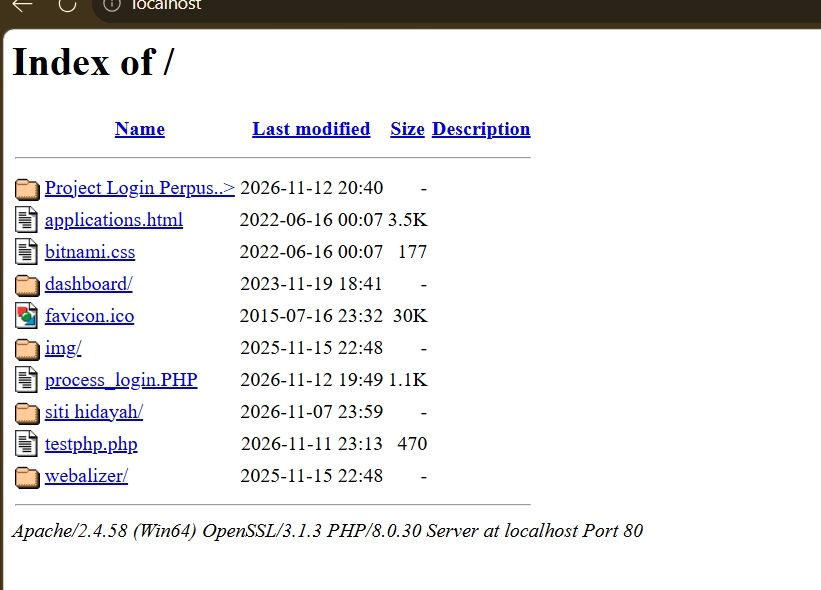 localhost
Index of /
Name Last modified Size Description
Project Login Perpus..> 2026-11-12 20:40 -
applications.html 2022-06-16 00:07 3.5K
bitnami.css 2022-06-16 00:07 177
dashboard/ 2023-11-19 18:41 -
favicon.ico 2015-07-16 23:32 30K
img/ 2025-11-15 22:48 -
process_login.PHP 2026-11-12 19:49 1.1K
siti hidayah/ 2026-11-07 23:59 -
testphp.php 2026-11-11 23:13 470
webalizer/ 2025-11-15 22:48 -
Apache/2.4.58 (Win64) OpenSSL/3.1.3 PHP/8.0.30 Server at localhost Port 80